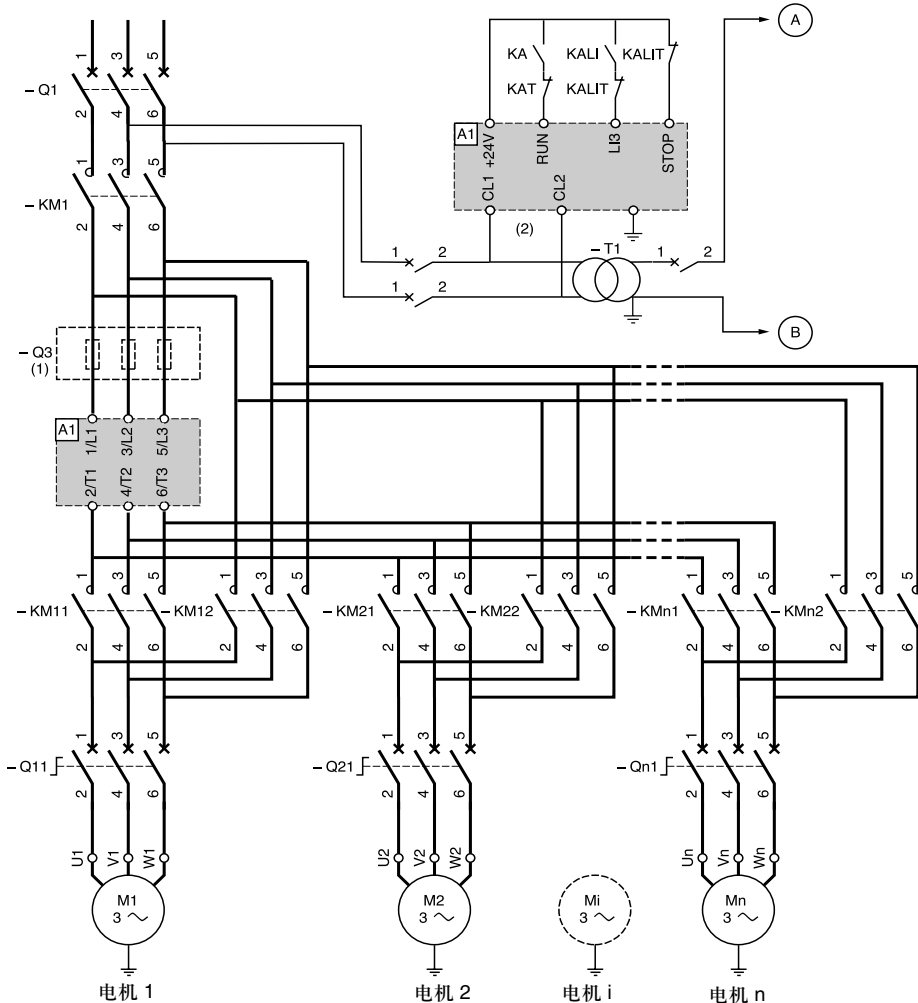 1 3 5
– Q1
2 4 6
1 3 5
– KM1
2 4 6
A
KA KALI KALIT
KAT KALIT
A1 +24V RUN LI3 STOP
CL1 CL2
(2)
– T1
1 2 1 2
1 2
B
– Q3
(1)
A1 1/L1 3/L2 5/L3
2/T1 4/T2 6/T3
1 3 5 1 3 5 1 3 5 1 3 5 1 3 5 1 3 5
– KM11 – KM12 – KM21 – KM22 – KMn1 – KMn2
2 4 6 2 4 6 2 4 6 2 4 6 2 4 6 2 4 6
1 3 5 1 3 5 1 3 5
– Q11 – Q21 – Qn1
2 4 6 2 4 6 2 4 6
U1 V1 W1 U2 V2 W2 Un Vn Wn
M1 M2 Mi Mn
3 3 3 3
电机 1 电机 2 电机 i 电机 n